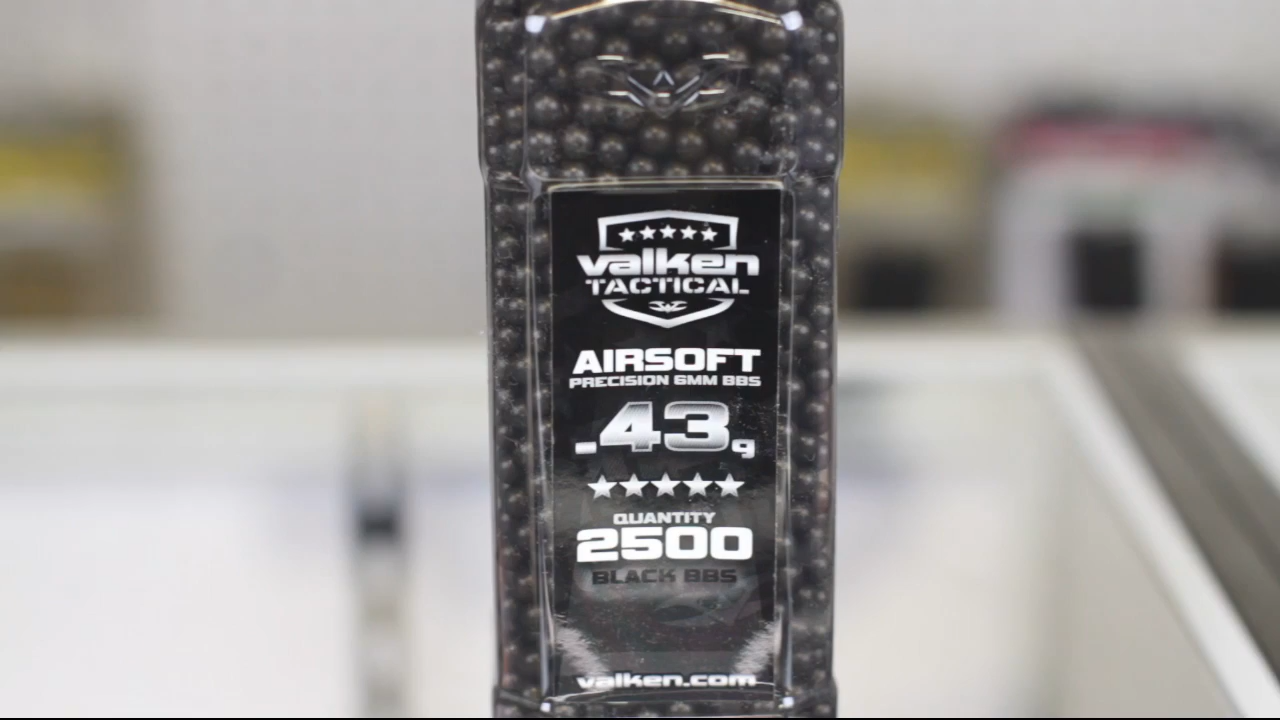 valken
TACTICAL
AIRSOFT
PRECISION 6MM BBS
.43g
QUANTITY
2500
BLACK BBS
valken.com